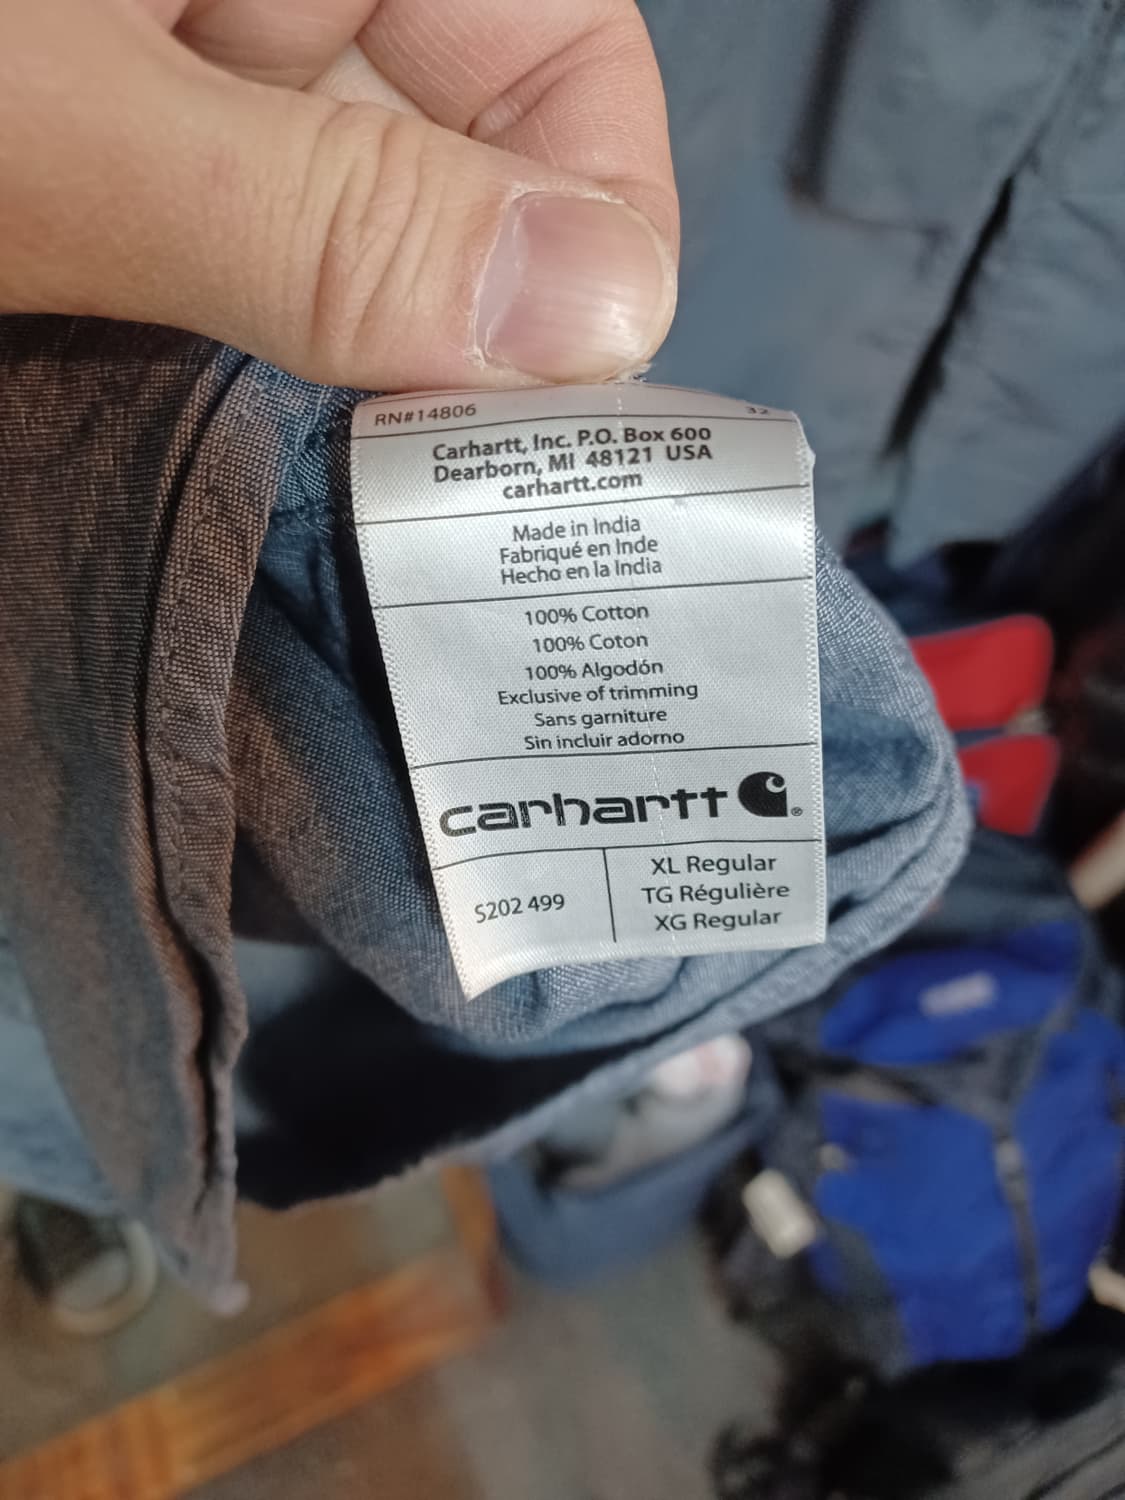 RN#14806 32
Carhartt, Inc. P.O. Box 600
Dearborn, MI 48121 USA
carhartt.com
Made in India
Fabriqué en Inde
Hecho en la India
100% Cotton
100% Coton
100% Algodón
Exclusive of trimming
Sans garniture
Sin incluir adorno
carhartt ®
S202 499
XL Regular
TG Régulière
XG Regular